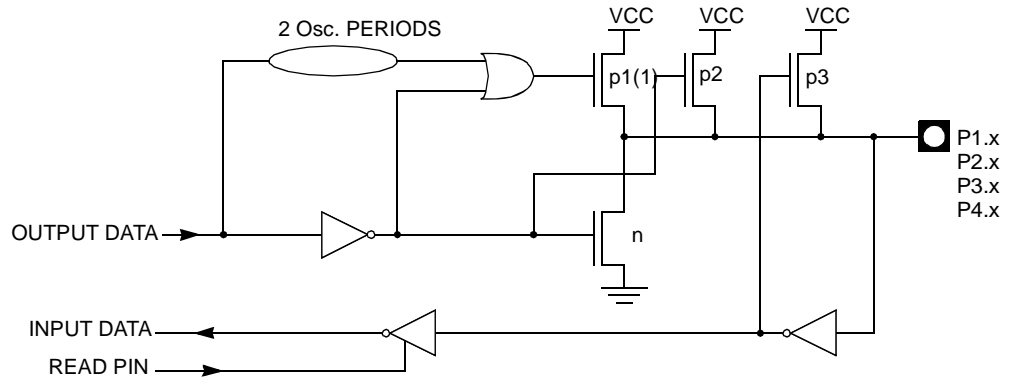 2 Osc. PERIODS
VCC
VCC
VCC
p1(1)
p2
p3
P1.x
P2.x
P3.x
P4.x
OUTPUT DATA
n
INPUT DATA
READ PIN